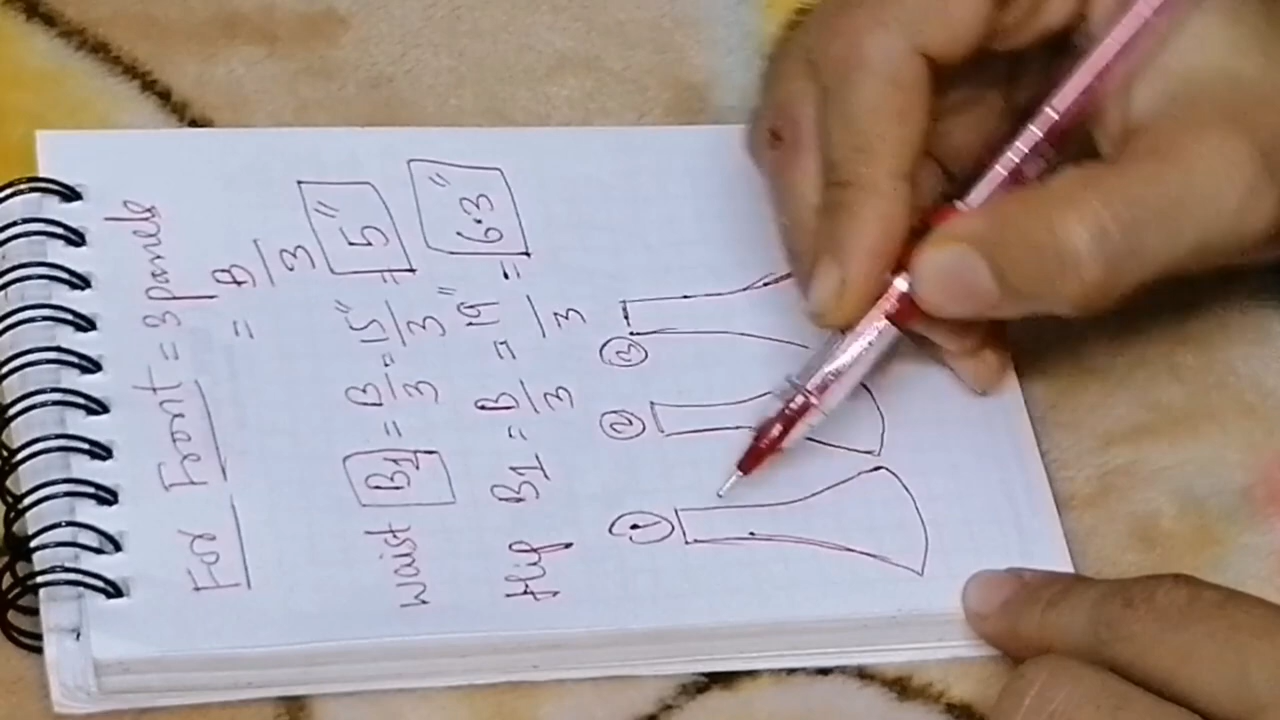 For Front = 3 panels
= B/3
waist B1 = B/3 = 15"/3 = 5"
Hip B1 = B/3 = 19"/3 = 6.3"
① ② ③